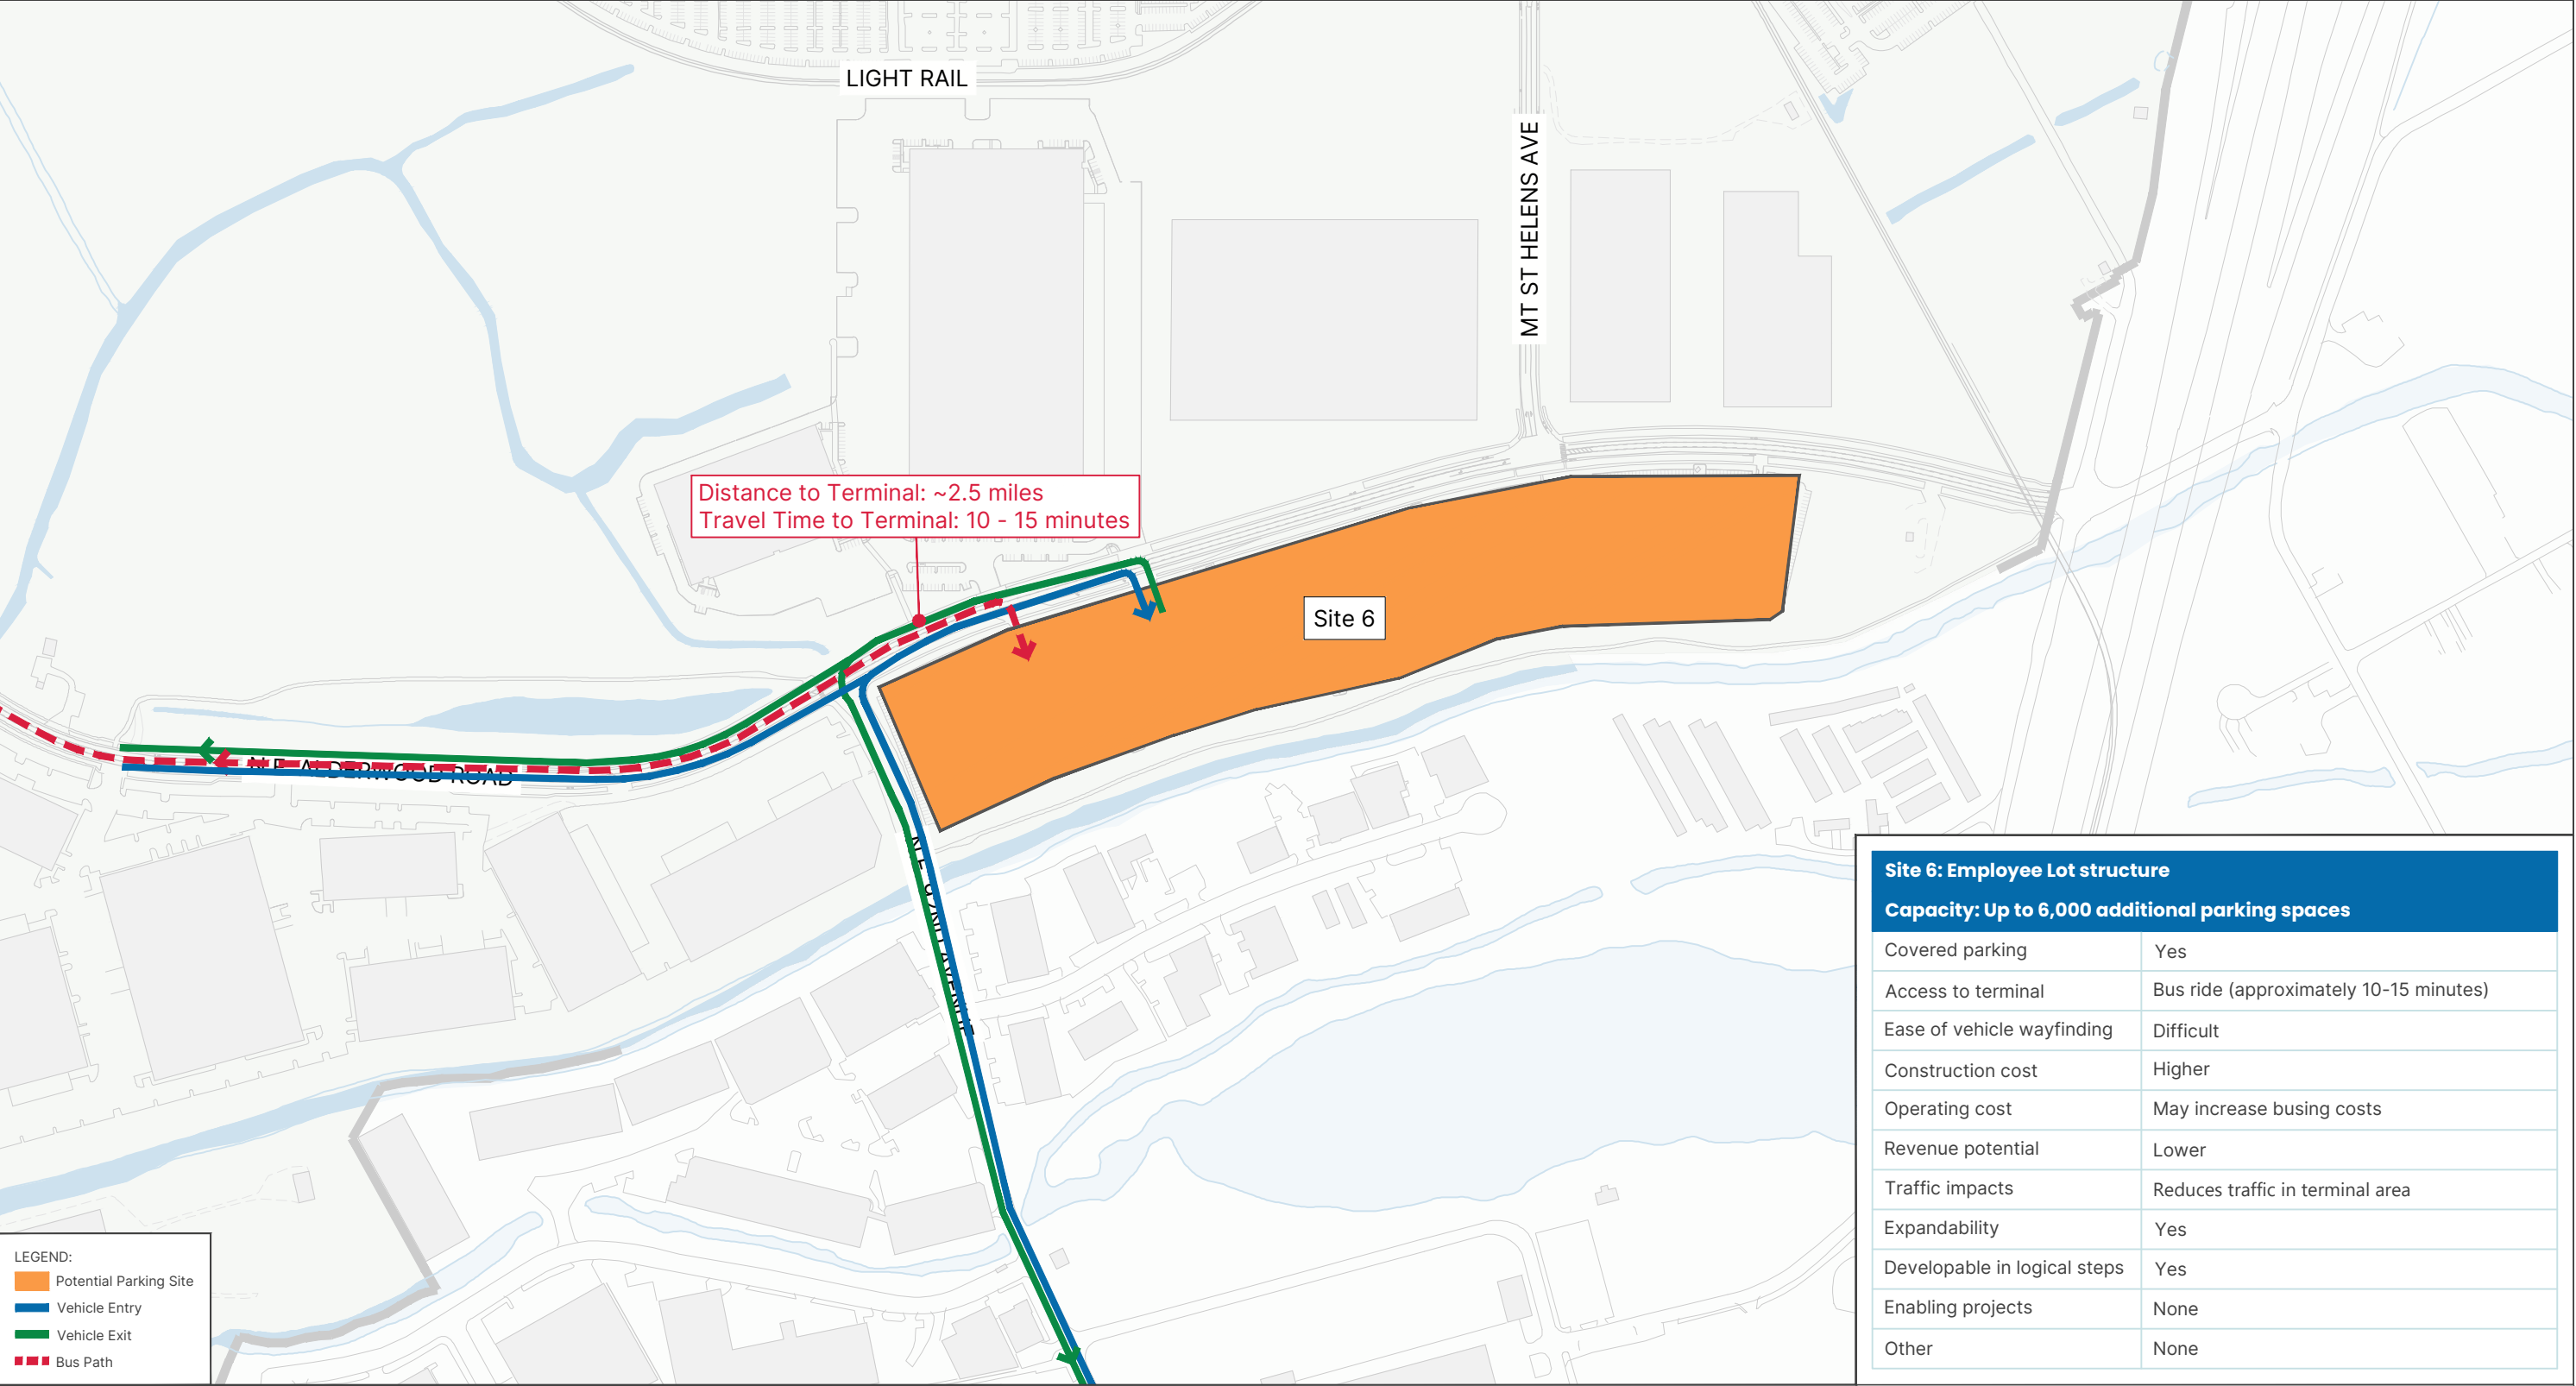 LIGHT RAIL
MT ST HELENS AVE
Distance to Terminal: ~2.5 miles
Travel Time to Terminal: 10 - 15 minutes
Site 6
N.E. ALDERWOOD ROAD
AVENUE
Site 6: Employee Lot structure
Capacity: Up to 6,000 additional parking spaces
Covered parking Yes
Access to terminal Bus ride (approximately 10-15 minutes)
Ease of vehicle wayfinding Difficult
Construction cost Higher
Operating cost May increase busing costs
Revenue potential Lower
Traffic impacts Reduces traffic in terminal area
Expandability Yes
Developable in logical steps Yes
Enabling projects None
Other None
LEGEND:
Potential Parking Site
Vehicle Entry
Vehicle Exit
Bus Path